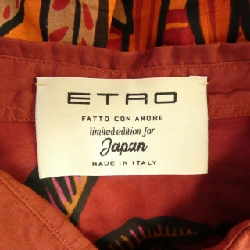 ETRO
FATTO CON AMORE
limited edition for
Japan
MADE IN ITALY